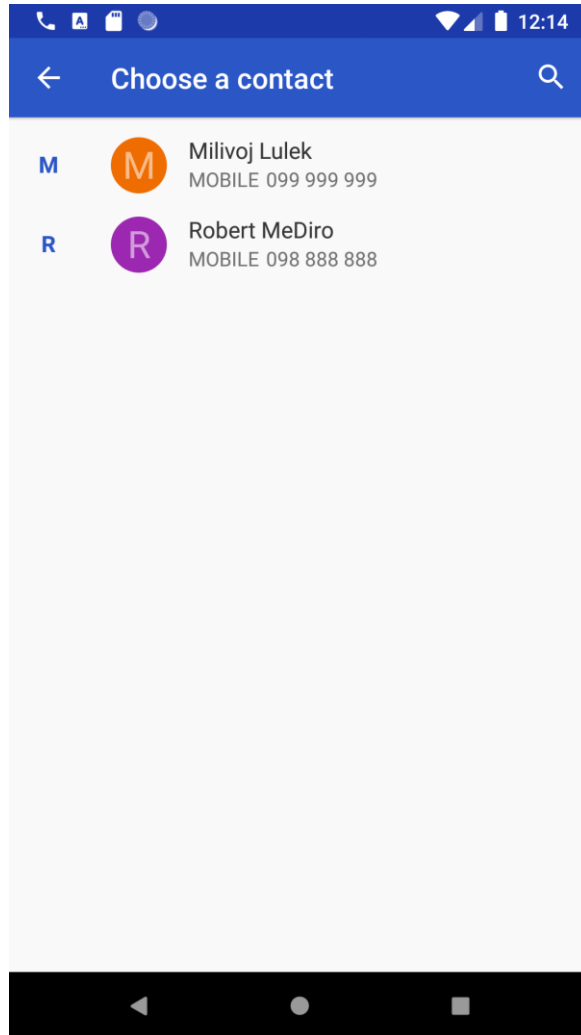 12:14
Choose a contact
M
M
Milivoj Lulek
MOBILE 099 999 999
R
R
Robert MeDiro
MOBILE 098 888 888